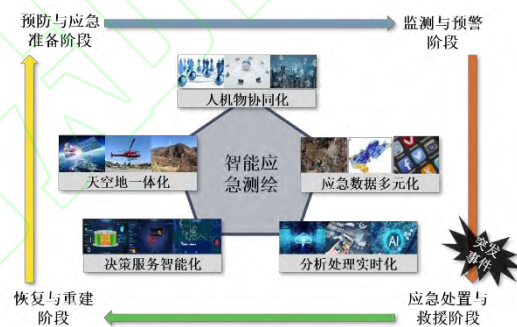 预防与应急
准备阶段
监测与预警
阶段
人机物协同化
智能应
急测绘
天空地一体化
应急数据多元化
决策服务智能化
分析处理实时化
AI
突发
事件
恢复与重建
阶段
应急处置与
救援阶段